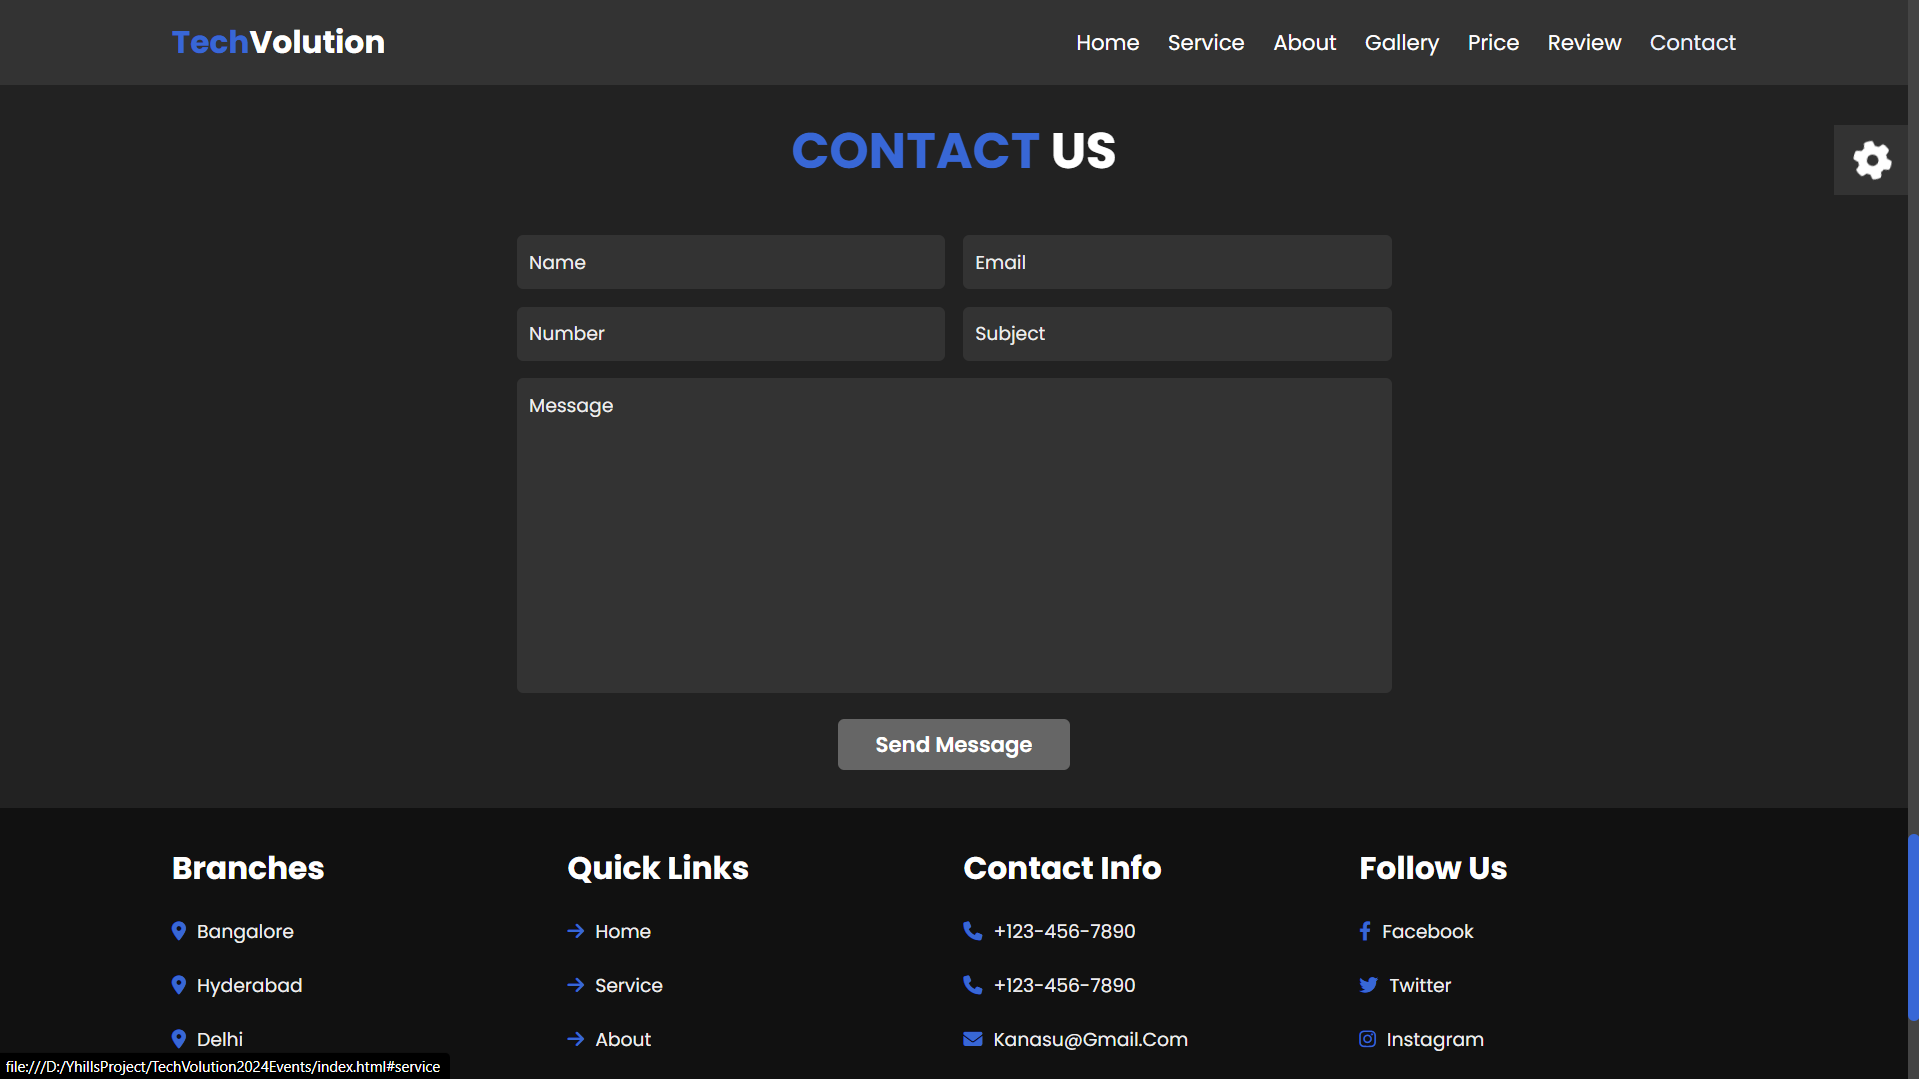 TechVolution
Home Service About Gallery Price Review Contact
CONTACT US
Name Email
Number Subject
Message
Send Message
Branches
Bangalore
Hyderabad
Delhi
Quick Links
Home
Service
About
Contact Info
+123-456-7890
+123-456-7890
Kanasu@Gmail.Com
Follow Us
Facebook
Twitter
Instagram
file:///D:/YhillsProject/TechVolution2024Events/index.html#service